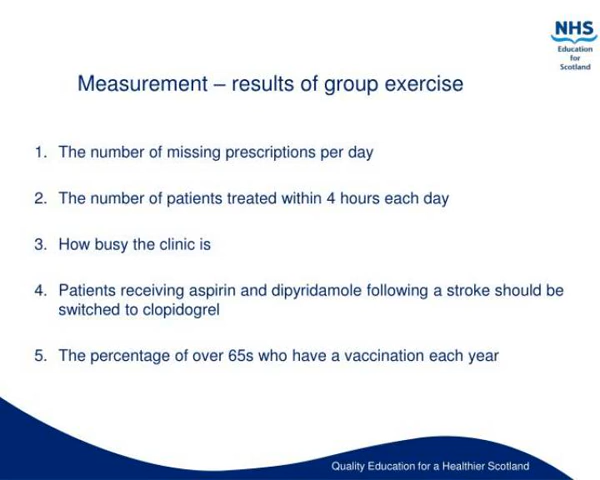 NHS
Education
for
Scotland
Measurement – results of group exercise
1. The number of missing prescriptions per day
2. The number of patients treated within 4 hours each day
3. How busy the clinic is
4. Patients receiving aspirin and dipyridamole following a stroke should be
switched to clopidogrel
5. The percentage of over 65s who have a vaccination each year
Quality Education for a Healthier Scotland